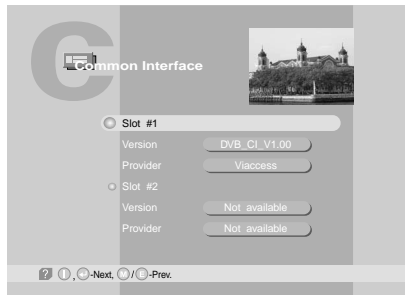 C
Common Interface
Slot #1
Version DVB_CI_V1.00
Provider Viaccess
Slot #2
Version Not available
Provider Not available
? , -Next, M / E -Prev.